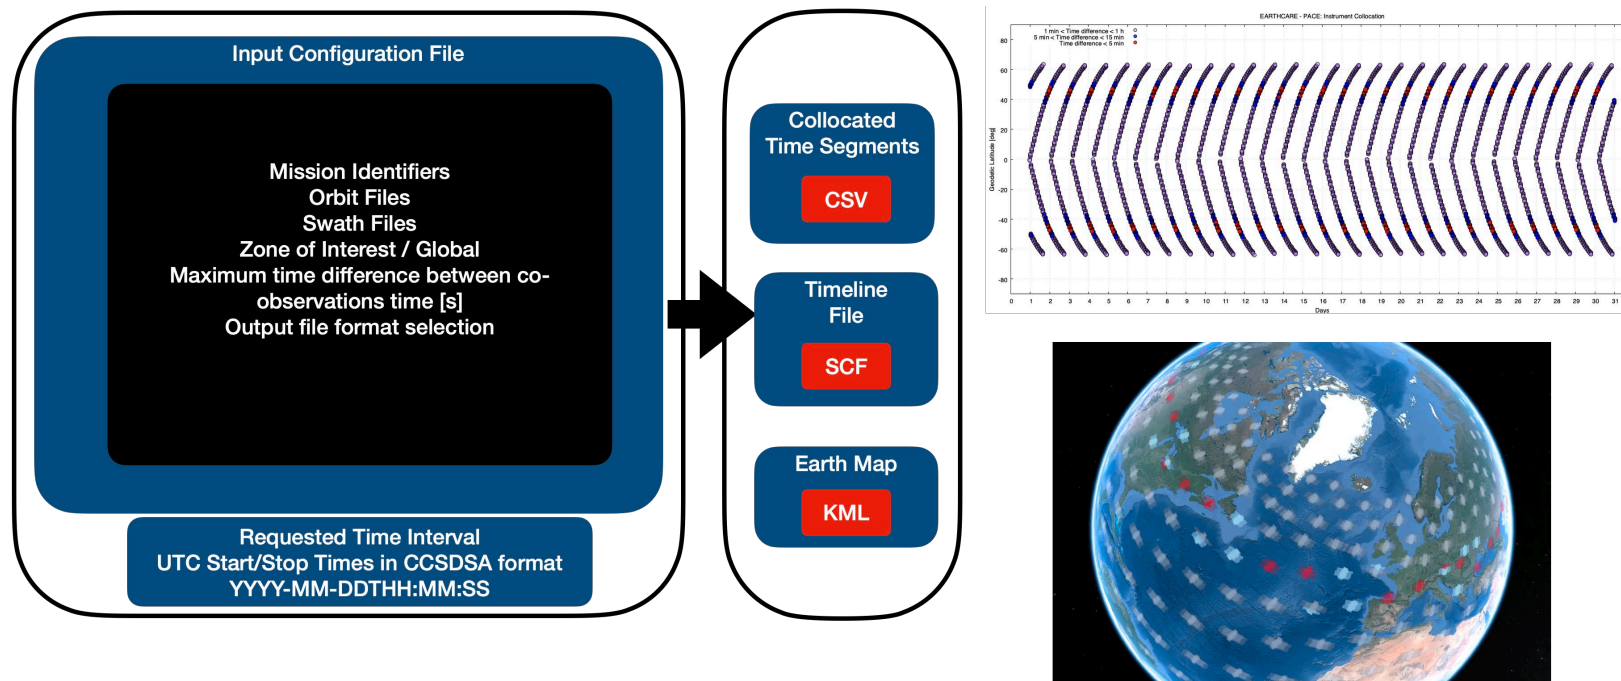 Input Configuration File
Mission Identifiers
Orbit Files
Swath Files
Zone of Interest / Global
Maximum time difference between co-
observations time [s]
Output file format selection
Requested Time Interval
UTC Start/Stop Times in CCSDSA format
YYYY-MM-DDTHH:MM:SS
Collocated
Time Segments
CSV
Timeline
File
SCF
Earth Map
KML
EARTHCARE - PACE: Instrument Collocation
1 min < Time difference < 1 h
5 min < Time difference < 15 min
Time difference < 5 min
Geodetic Latitude [deg]
80
60
40
20
0
-20
-40
-60
-80
0 1 2 3 4 5 6 7 8 9 10 11 12 13 14 15 16 17 18 19 20 21 22 23 24 25 26 27 28 29 30 31
Days